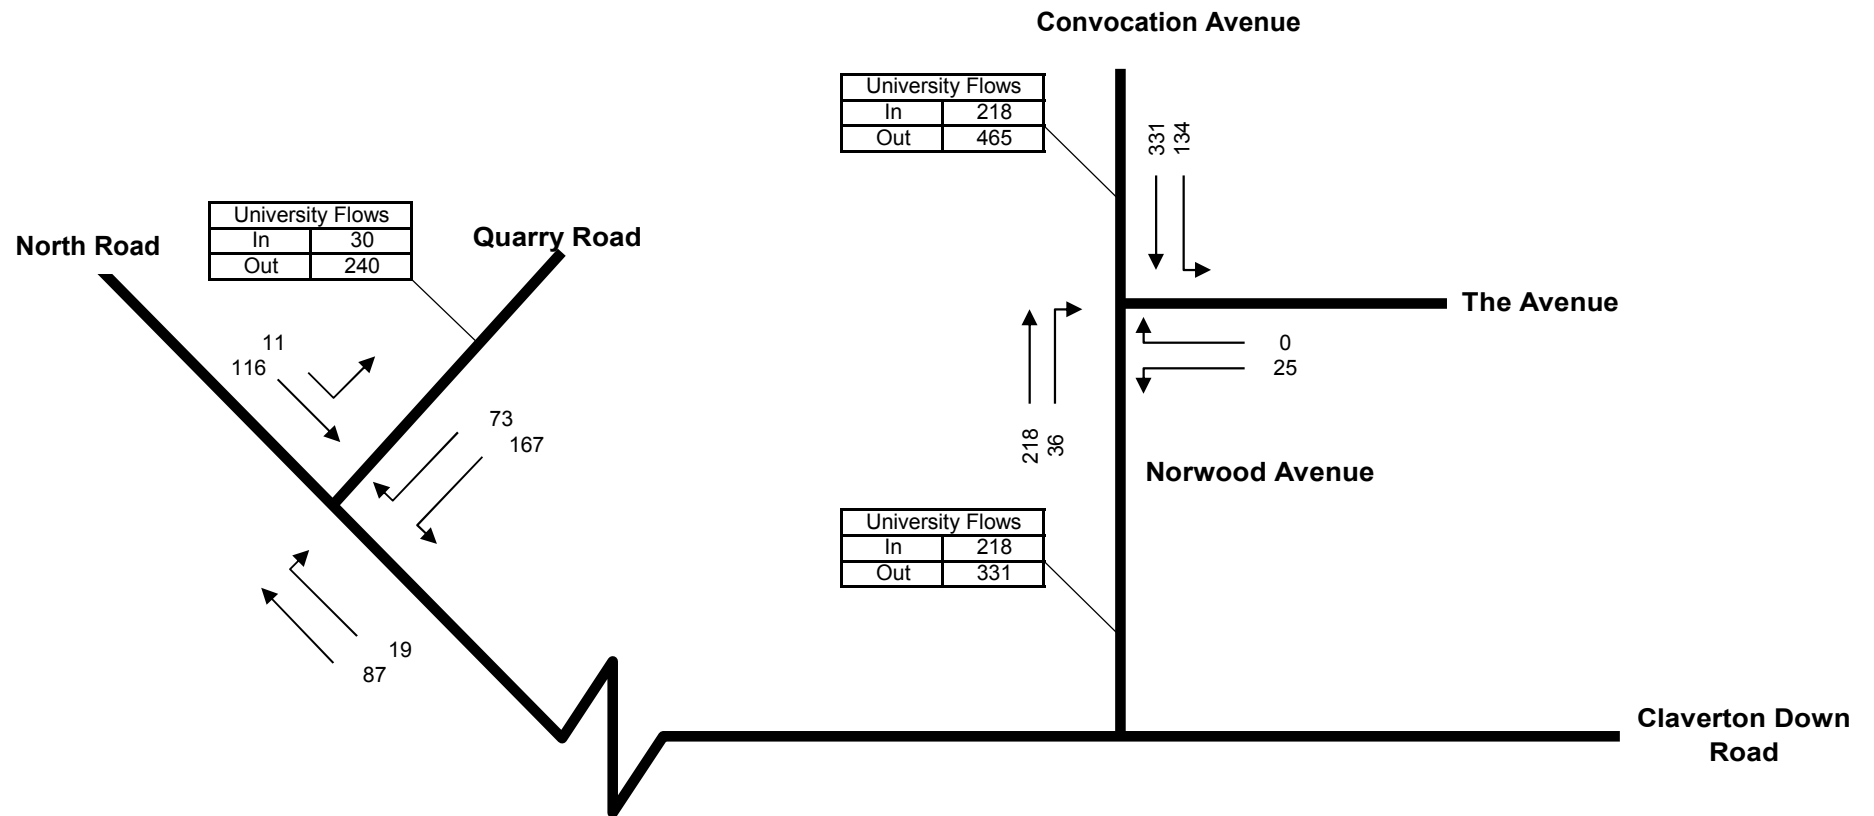 Convocation Avenue
University Flows
In 218
Out 465
331
134
University Flows
In 30
Out 240
North Road
Quarry Road
The Avenue
11
116
0
25
73
167
218
36
Norwood Avenue
University Flows
In 218
Out 331
19
87
Claverton Down
Road